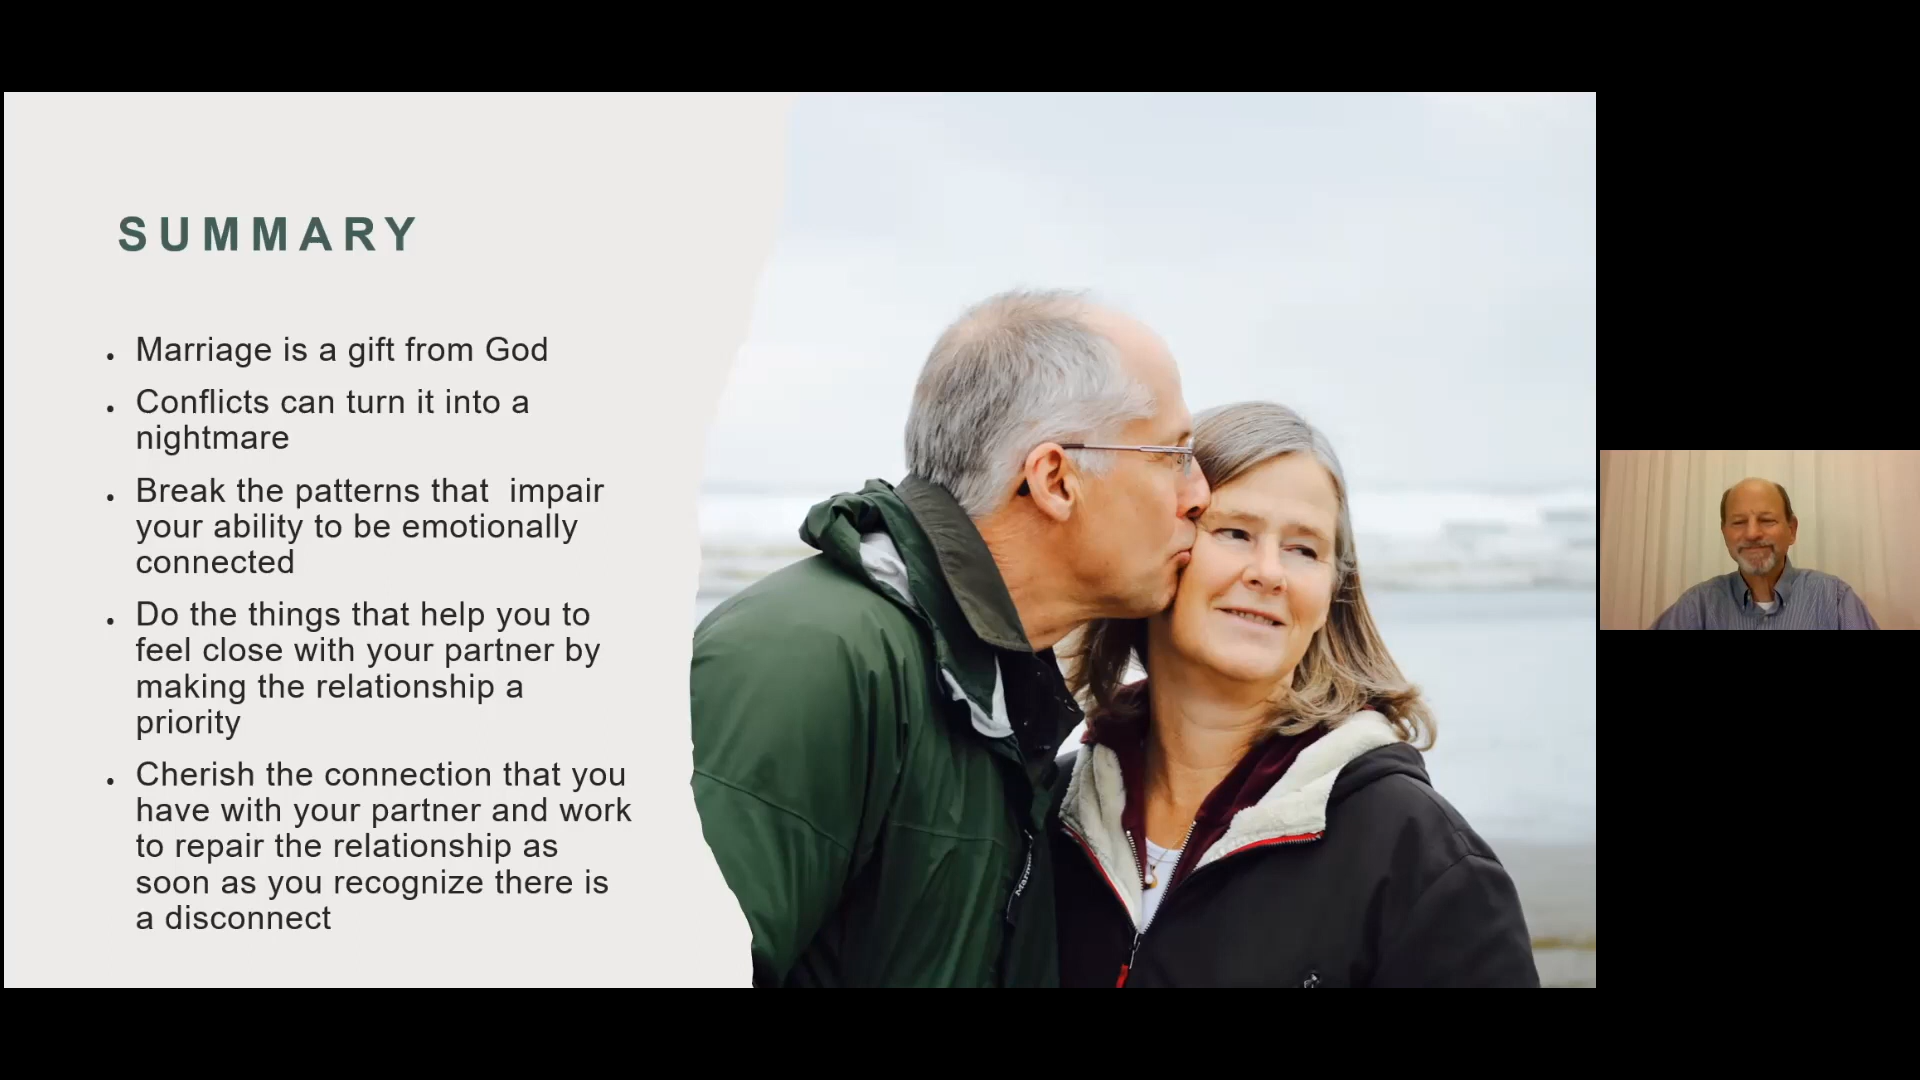 SUMMARY
Marriage is a gift from God
Conflicts can turn it into a
nightmare
Break the patterns that  impair
your ability to be emotionally
connected
Do the things that help you to
feel close with your partner by
making the relationship a
priority
Cherish the connection that you
have with your partner and work
to repair the relationship as
soon as you recognize there is
a disconnect